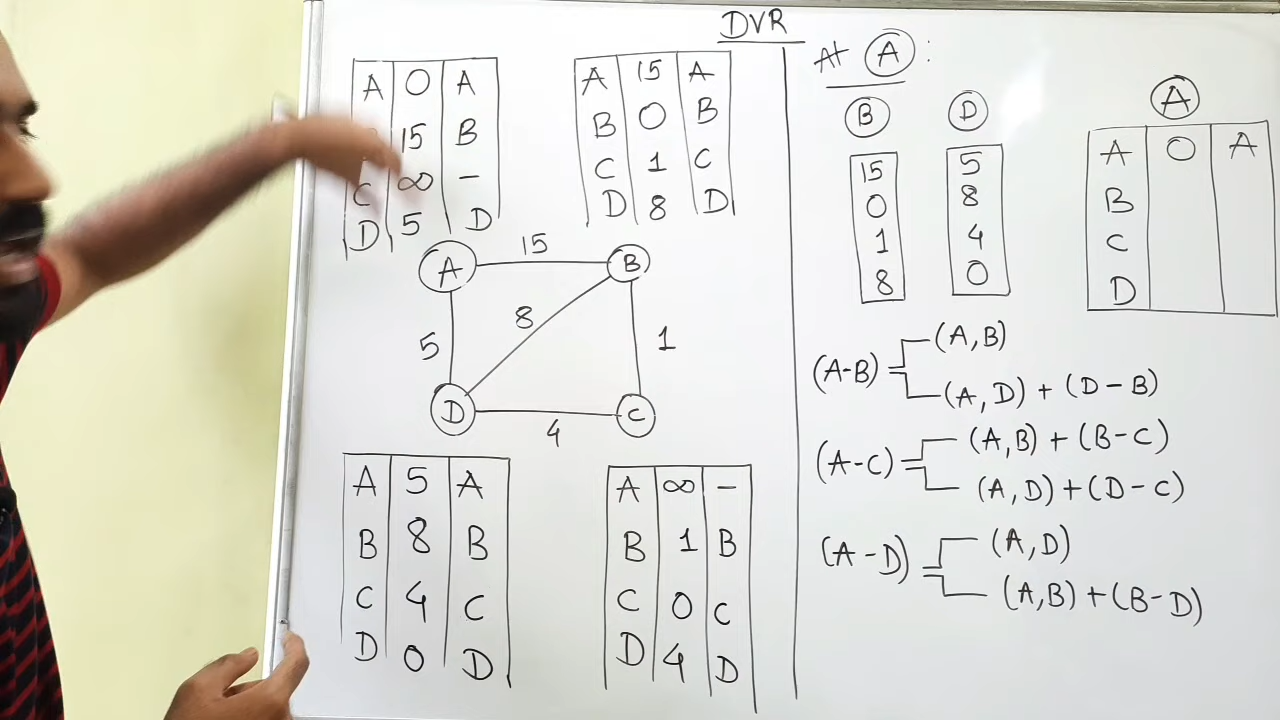 DVR
A 0 A
15 B
C ∞ -
D 5 D
A 15 A
B 0 B
C 1 C
D 8 D
A 15 B
5 8 1
D 4 C
A 5 A
B 8 B
C 4 C
D 0 D
A ∞ -
B 1 B
C 0 C
D 4 D
At A :
B
15
0
1
8
D
5
8
4
0
A
A 0 A
B
C
D
(A-B) = (A,B)
(A,D) + (D-B)
(A-C) = (A,B) + (B-C)
(A,D) + (D-C)
(A-D) = (A,D)
(A,B) + (B-D)